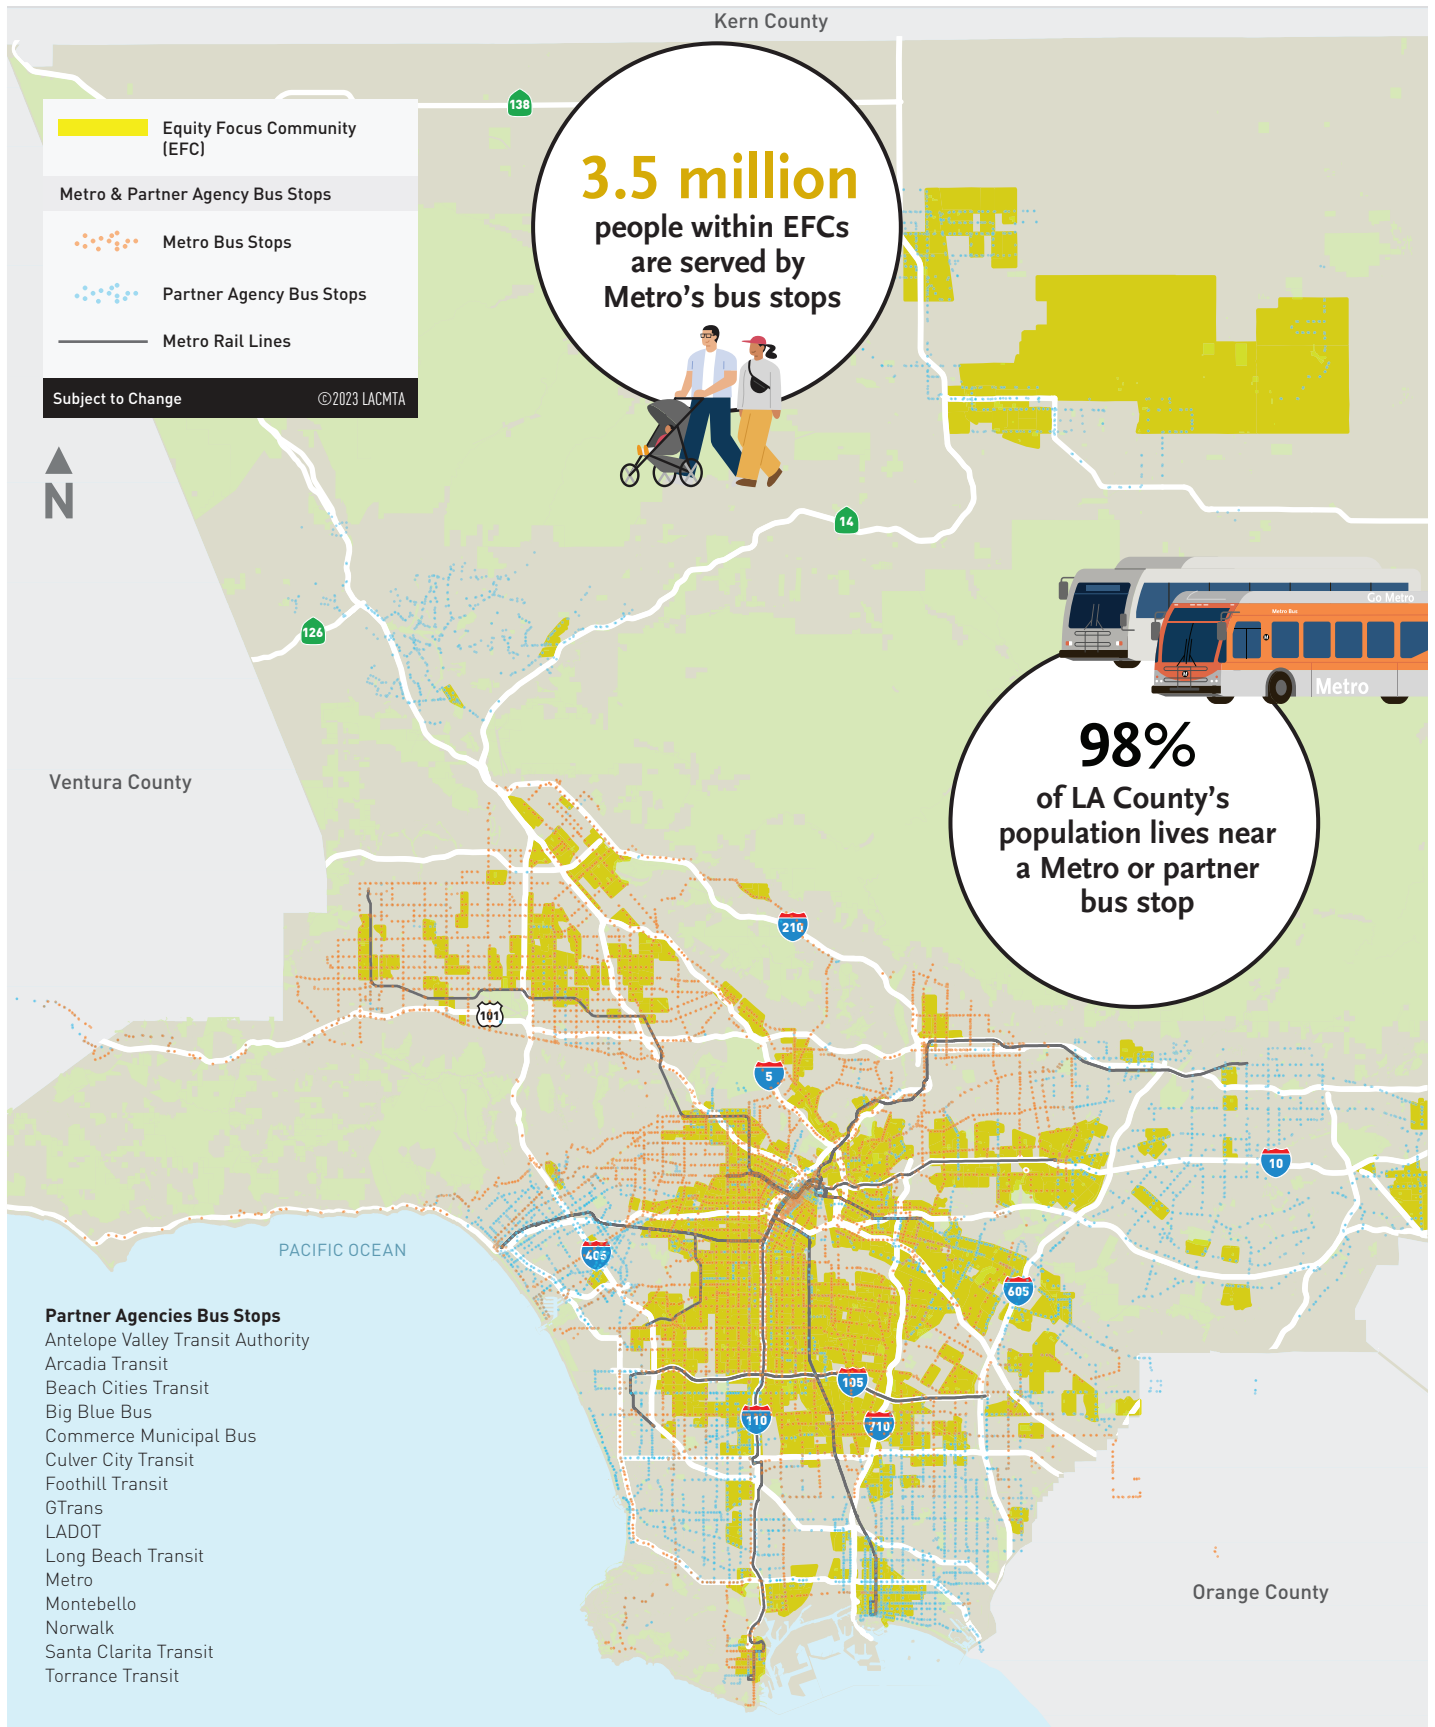 Kern County
138
Equity Focus Community
(EFC)
Metro & Partner Agency Bus Stops
Metro Bus Stops
Partner Agency Bus Stops
Metro Rail Lines
Subject to Change
©2023 LACMTA
3.5 million
people within EFCs
are served by
Metro's bus stops
N
14
126
Go Metro
Metro Bus
M
M
Metro
98%
of LA County's
population lives near
a Metro or partner
bus stop
Ventura County
210
101
5
10
PACIFIC OCEAN
405
605
105
110
710
Partner Agencies Bus Stops
Antelope Valley Transit Authority
Arcadia Transit
Beach Cities Transit
Big Blue Bus
Commerce Municipal Bus
Culver City Transit
Foothill Transit
GTrans
LADOT
Long Beach Transit
Metro
Montebello
Norwalk
Santa Clarita Transit
Torrance Transit
Orange County